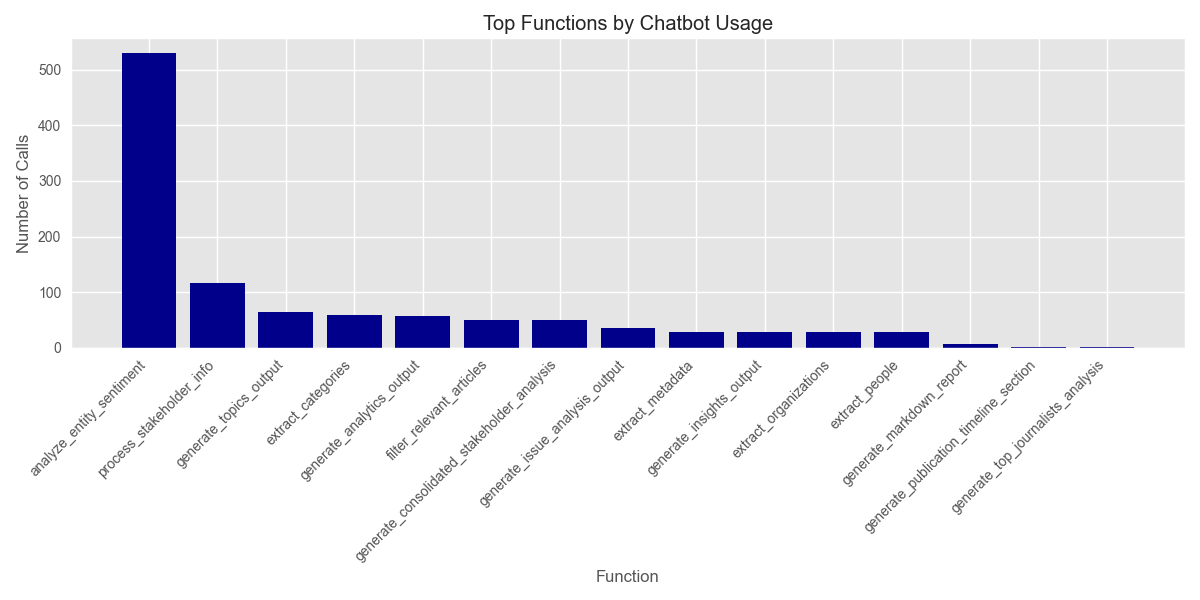 Top Functions by Chatbot Usage
Number of Calls
500
400
300
200
100
0
analyze_entity_sentiment
process_stakeholder_info
generate_topics_output
extract_categories
generate_analytics_output
filter_relevant_articles
generate_consolidated_stakeholder_analysis
generate_issue_analysis_output
extract_metadata
generate_insights_output
extract_organizations
extract_people
generate_markdown_report
generate_publication_timeline_section
generate_top_journalists_analysis
Function